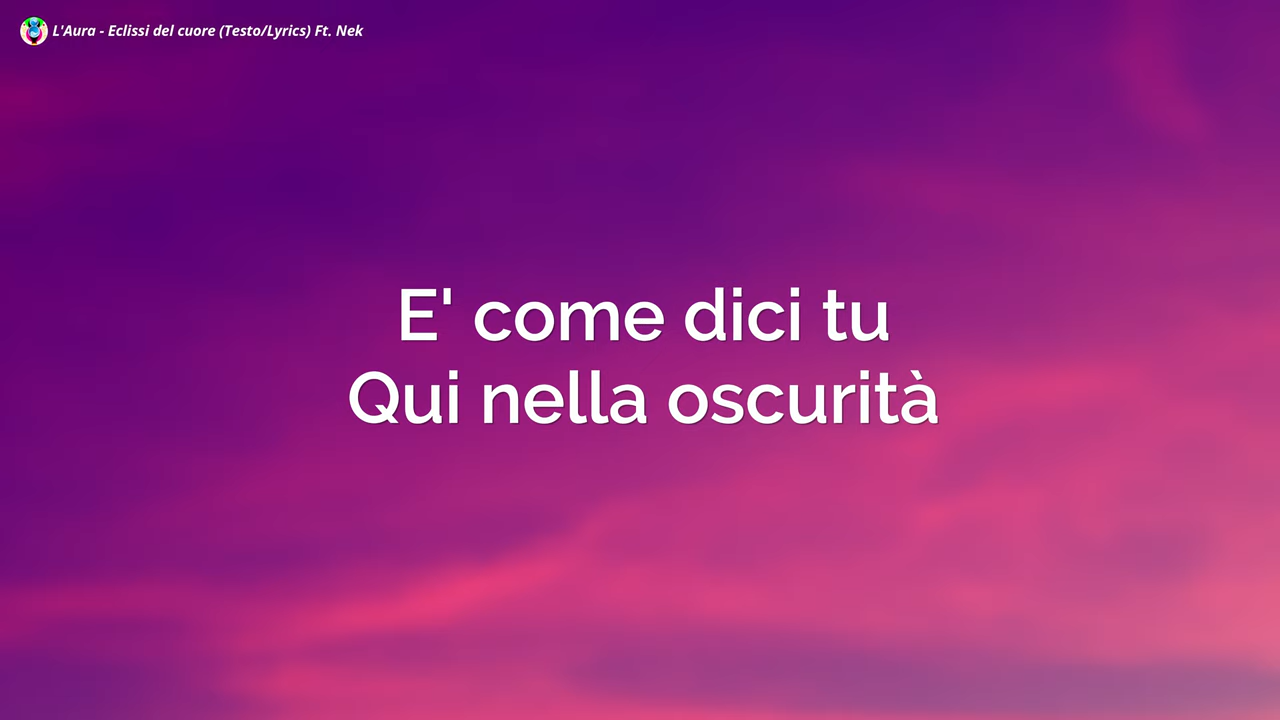 L'Aura - Eclissi del cuore (Testo/Lyrics) Ft. Nek
E' come dici tu
Qui nella oscurità